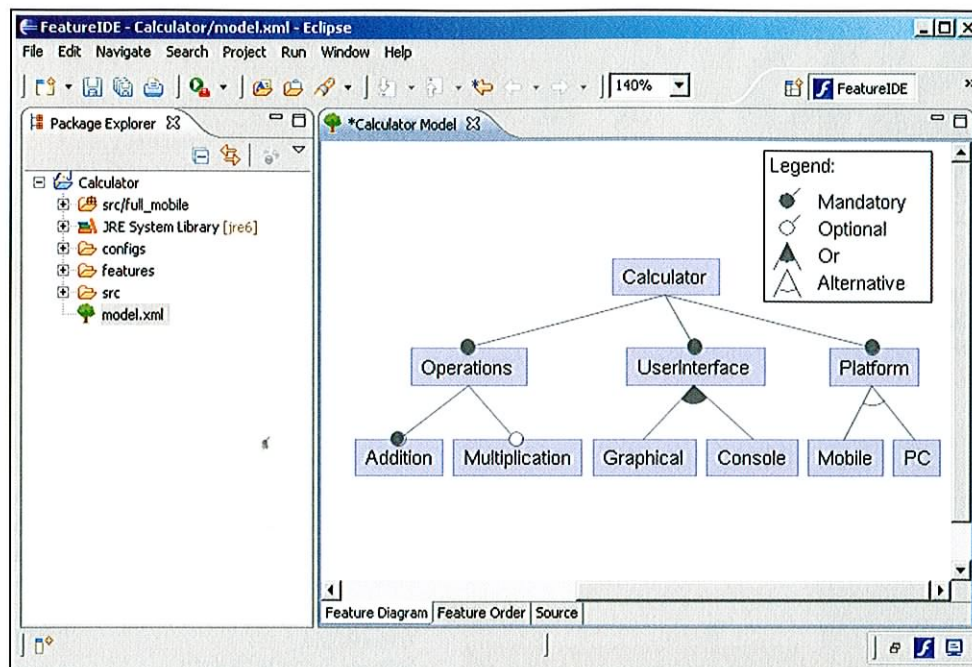 FeatureIDE - Calculator/model.xml - Eclipse
File Edit Navigate Search Project Run Window Help
140%
FeatureIDE
Package Explorer
*Calculator Model
Calculator
src/full_mobile
JRE System Library [jre6]
configs
features
src
model.xml
Legend:
Mandatory
Optional
Or
Alternative
Calculator
Operations UserInterface Platform
Addition Multiplication Graphical Console Mobile PC
Feature Diagram Feature Order Source